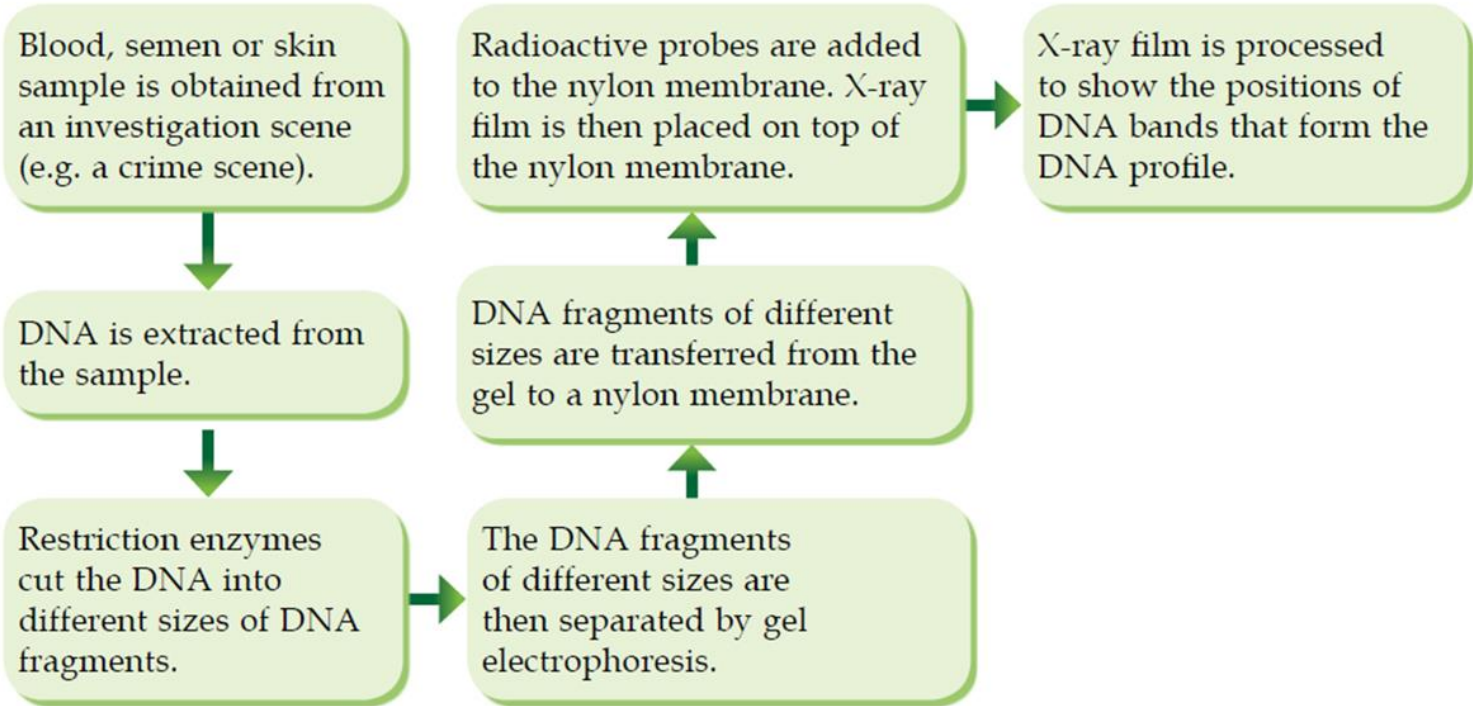 Blood, semen or skin
sample is obtained from
an investigation scene
(e.g. a crime scene).
DNA is extracted from
the sample.
Restriction enzymes
cut the DNA into
different sizes of DNA
fragments.
The DNA fragments
of different sizes are
then separated by gel
electrophoresis.
DNA fragments of different
sizes are transferred from the
gel to a nylon membrane.
Radioactive probes are added
to the nylon membrane. X-ray
film is then placed on top of
the nylon membrane.
X-ray film is processed
to show the positions of
DNA bands that form the
DNA profile.